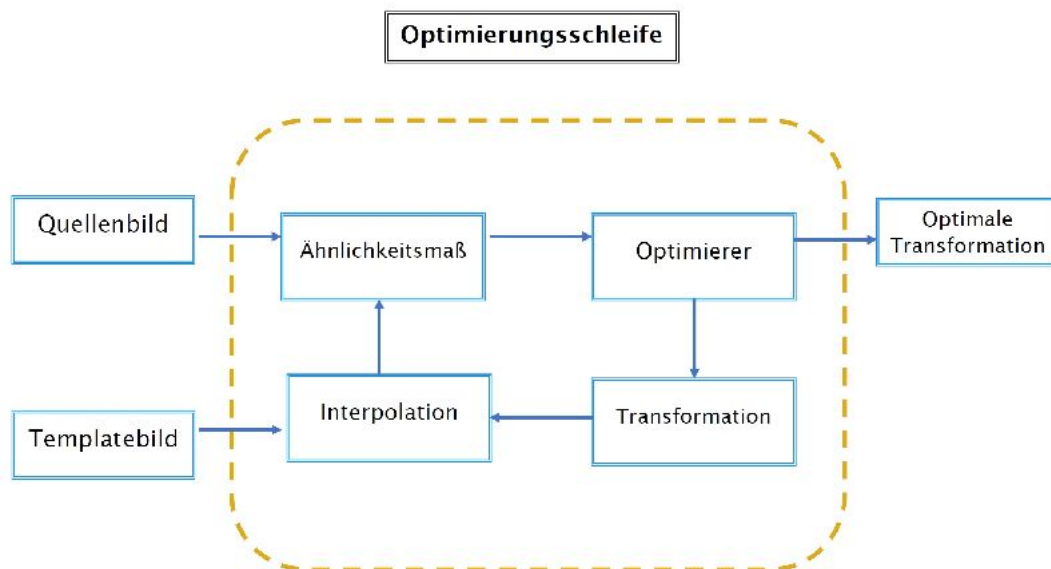 Optimierungsschleife
Quellenbild
Ähnlichkeitsmaß
Optimierer
Optimale
Transformation
Templatebild
Interpolation
Transformation